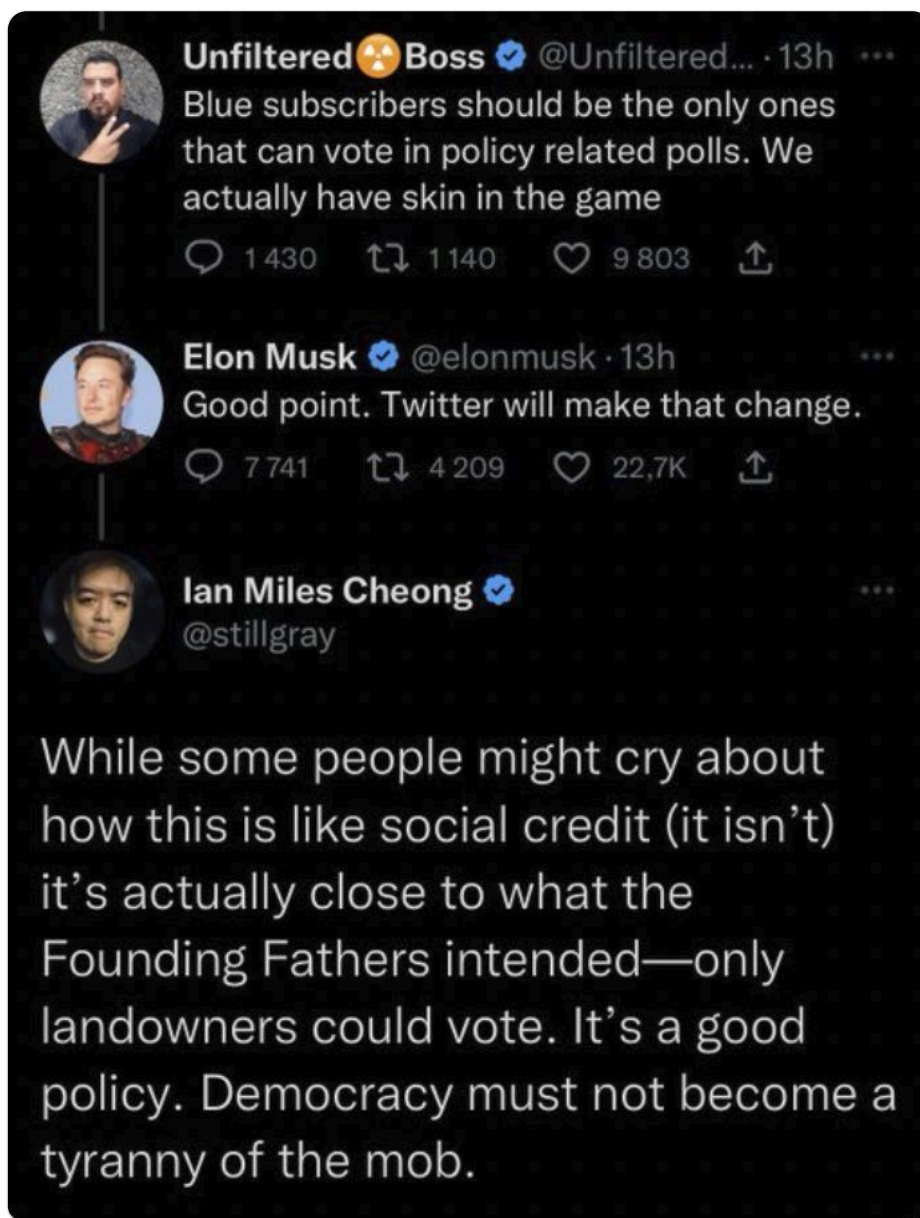 Unfiltered☢Boss @Unfiltered... · 13h
Blue subscribers should be the only ones
that can vote in policy related polls. We
actually have skin in the game
1 430 1 140 9 803
Elon Musk @elonmusk · 13h
Good point. Twitter will make that change.
7 741 4 209 22,7K
Ian Miles Cheong
@stillgray
While some people might cry about
how this is like social credit (it isn’t)
it’s actually close to what the
Founding Fathers intended—only
landowners could vote. It’s a good
policy. Democracy must not become a
tyranny of the mob.